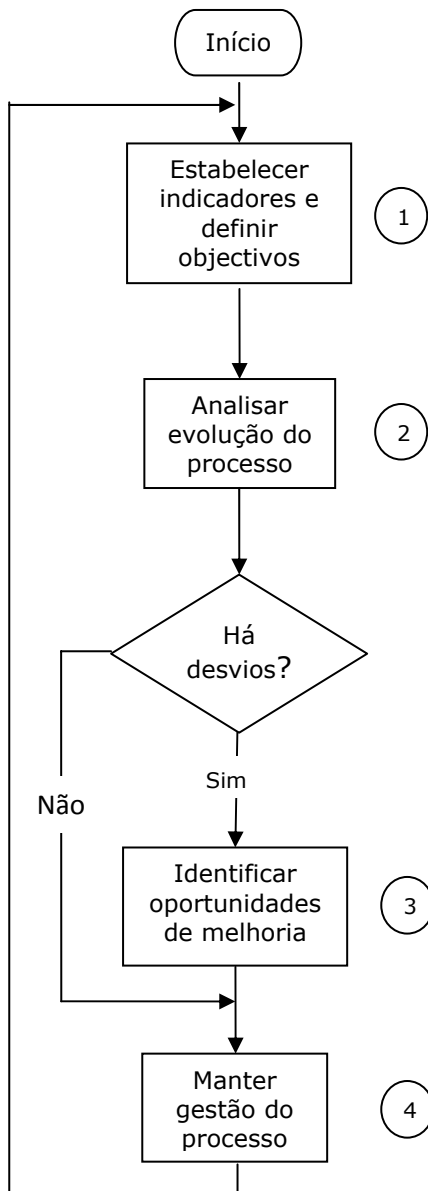 Início
Estabelecer
indicadores e
definir
objectivos
1
Analisar
evolução do
processo
2
Há
desvios?
Sim
Não
Identificar
oportunidades
de melhoria
3
Manter
gestão do
processo
4